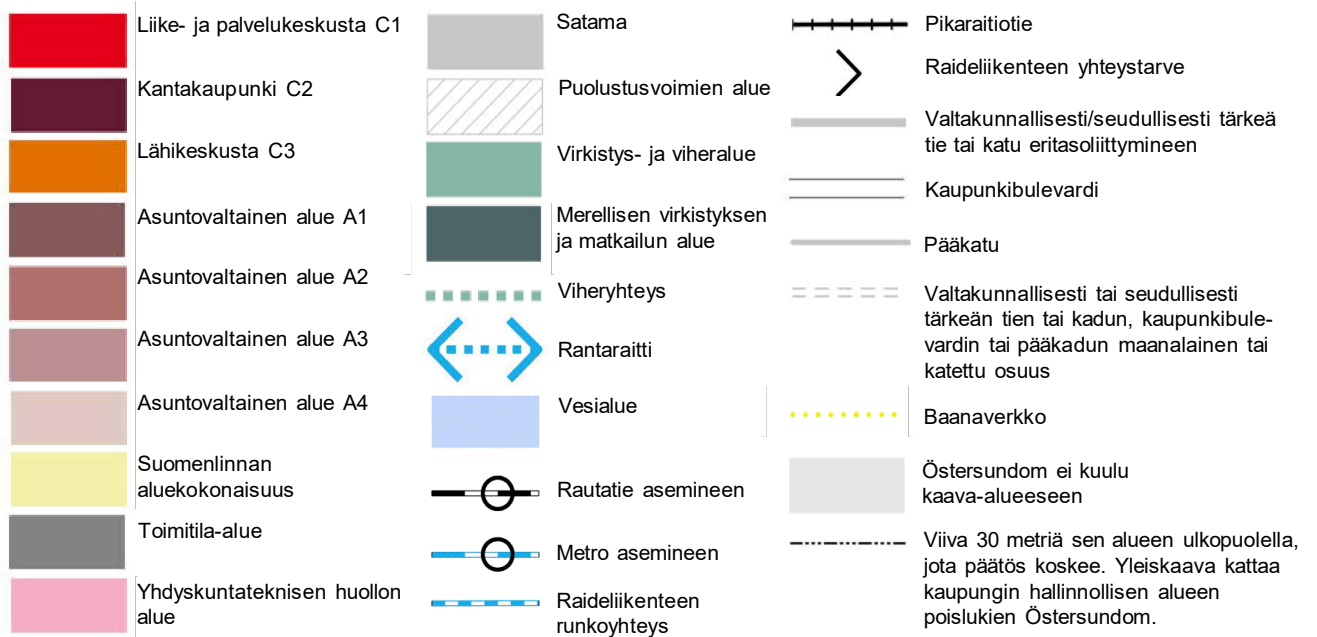 Liike- ja palvelukeskusta C1
Kantakaupunki C2
Lähikeskusta C3
Asuntovaltainen alue A1
Asuntovaltainen alue A2
Asuntovaltainen alue A3
Asuntovaltainen alue A4
Suomenlinnan
aluekokonaisuus
Toimitila-alue
Yhdyskuntateknisen huollon
alue
Satama
Puolustusvoimien alue
Virkistys- ja viheralue
Merellisen virkistyksen
ja matkailun alue
Viheryhteys
Rantaraitti
Vesialue
Rautatie asemineen
Metro asemineen
Raideliikenteen
runkoyhteys
Pikaraitiotie
Raideliikenteen yhteystarve
Valtakunnallisesti/seudullisesti tärkeä
tie tai katu eritasoliittymineen
Kaupunkibulevardi
Pääkatu
Valtakunnallisesti tai seudullisesti
tärkeän tien tai kadun, kaupunkibule-
vardin tai pääkadun maanalainen tai
katettu osuus
Baanaverkko
Östersundom ei kuulu
kaava-alueeseen
Viiva 30 metriä sen alueen ulkopuolella,
jota päätös koskee. Yleiskaava kattaa
kaupungin hallinnollisen alueen
poislukien Östersundom.